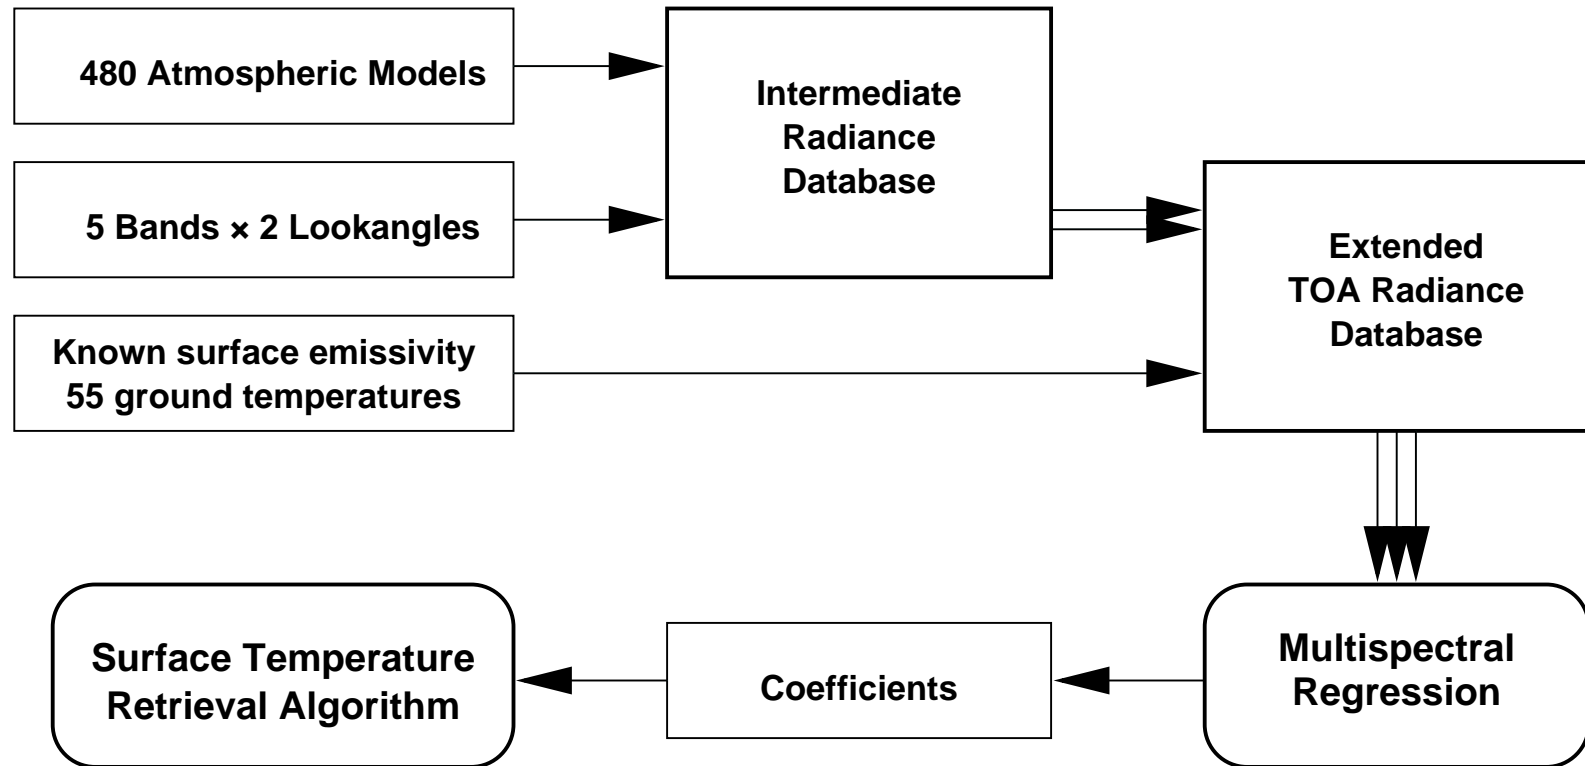 480 Atmospheric Models
5 Bands × 2 Lookangles
Known surface emissivity
55 ground temperatures
Intermediate
Radiance
Database
Extended
TOA Radiance
Database
Multispectral
Regression
Coefficients
Surface Temperature
Retrieval Algorithm